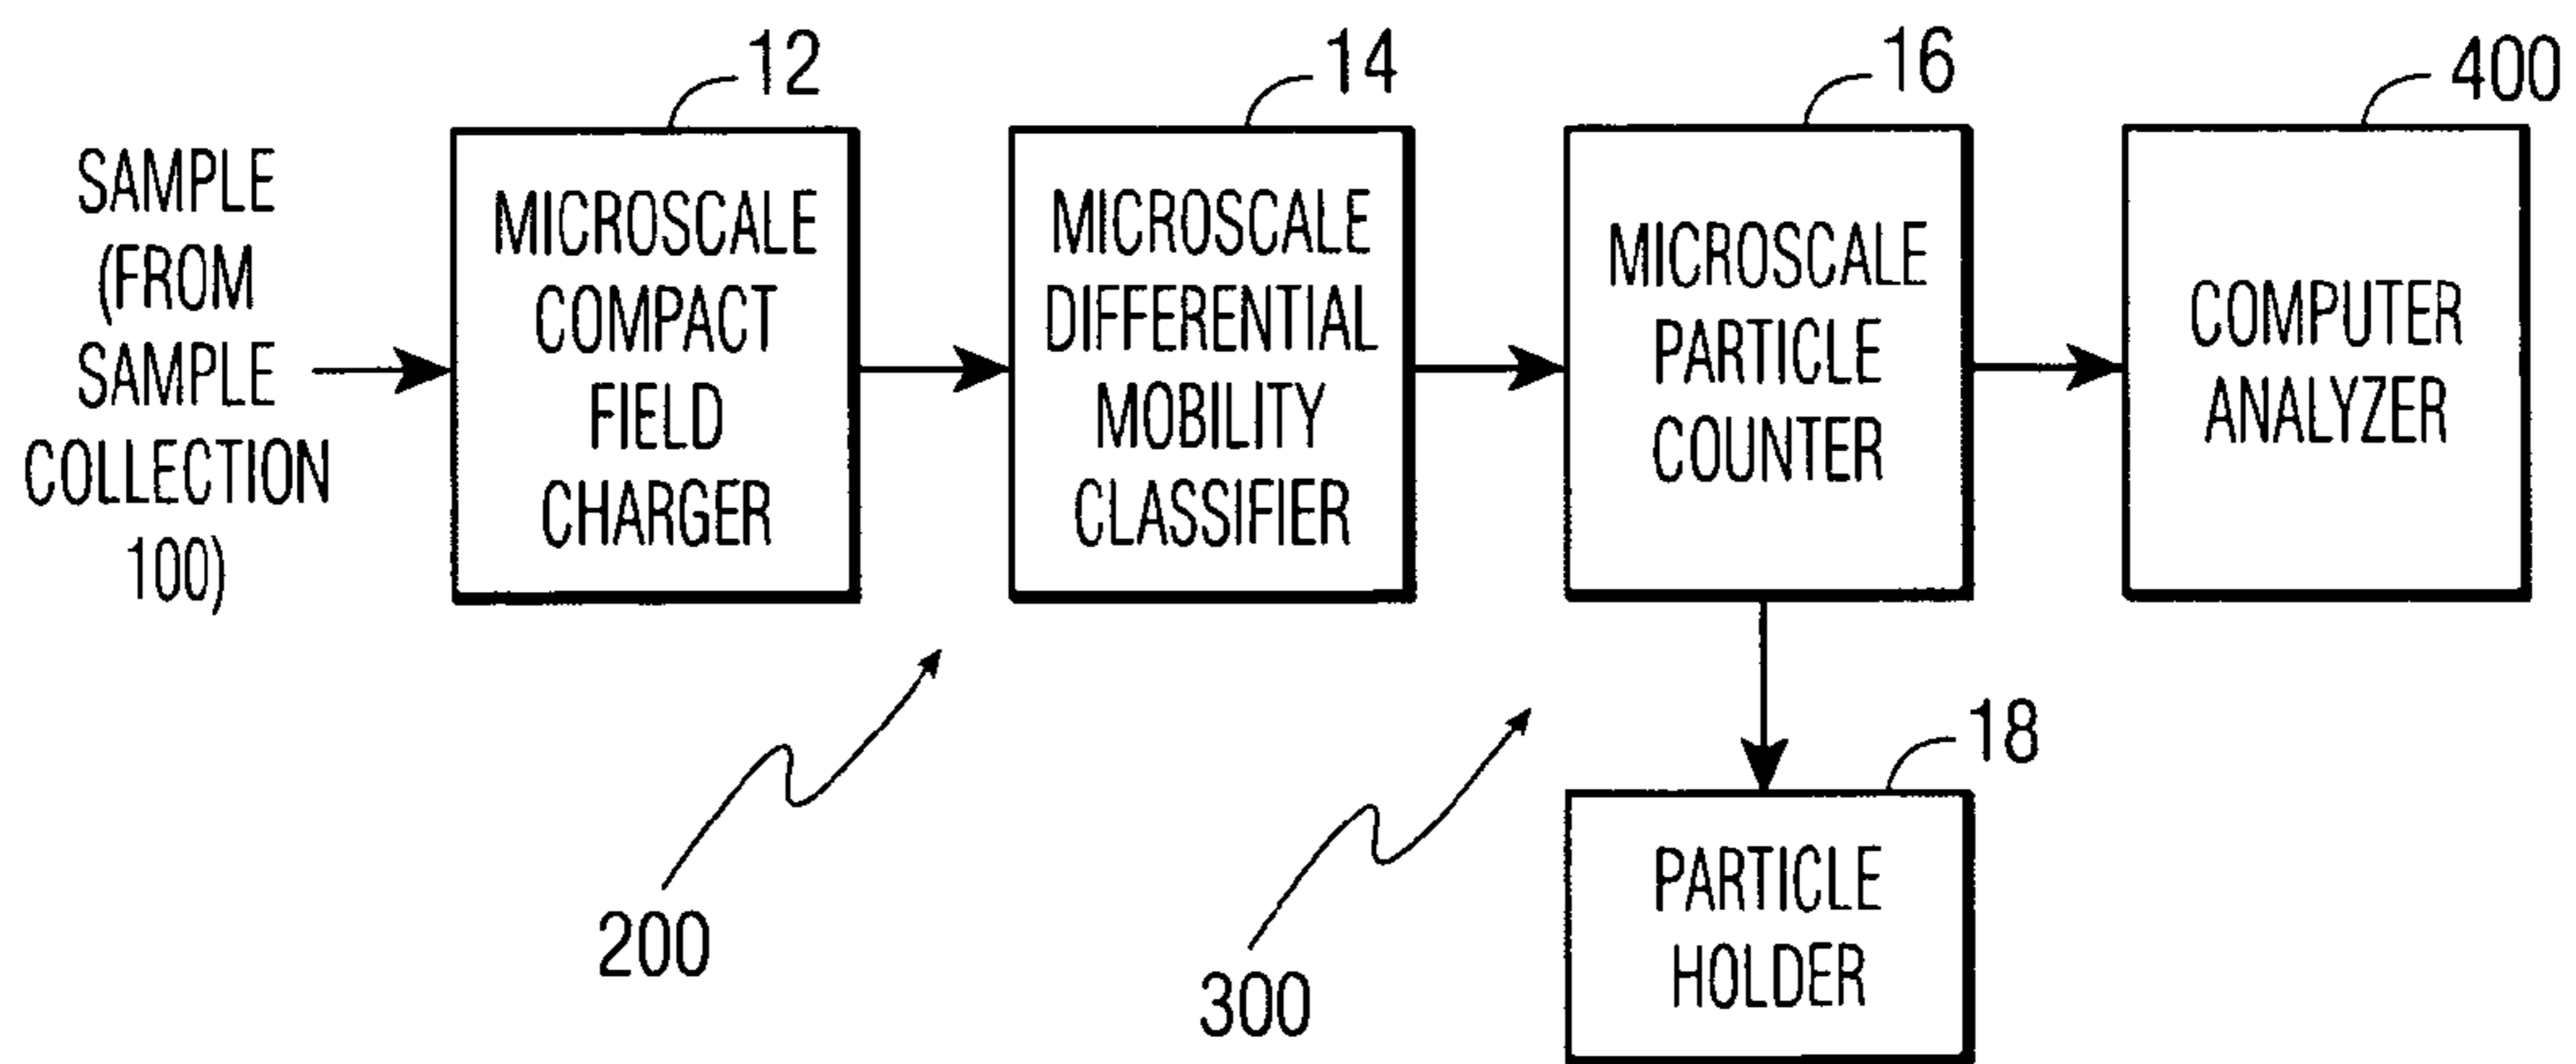 12
14
16
400
SAMPLE
(FROM
SAMPLE
COLLECTION
100)
MICROSCALE
COMPACT
FIELD
CHARGER
MICROSCALE
DIFFERENTIAL
MOBILITY
CLASSIFIER
MICROSCALE
PARTICLE
COUNTER
COMPUTER
ANALYZER
200
300
18
PARTICLE
HOLDER